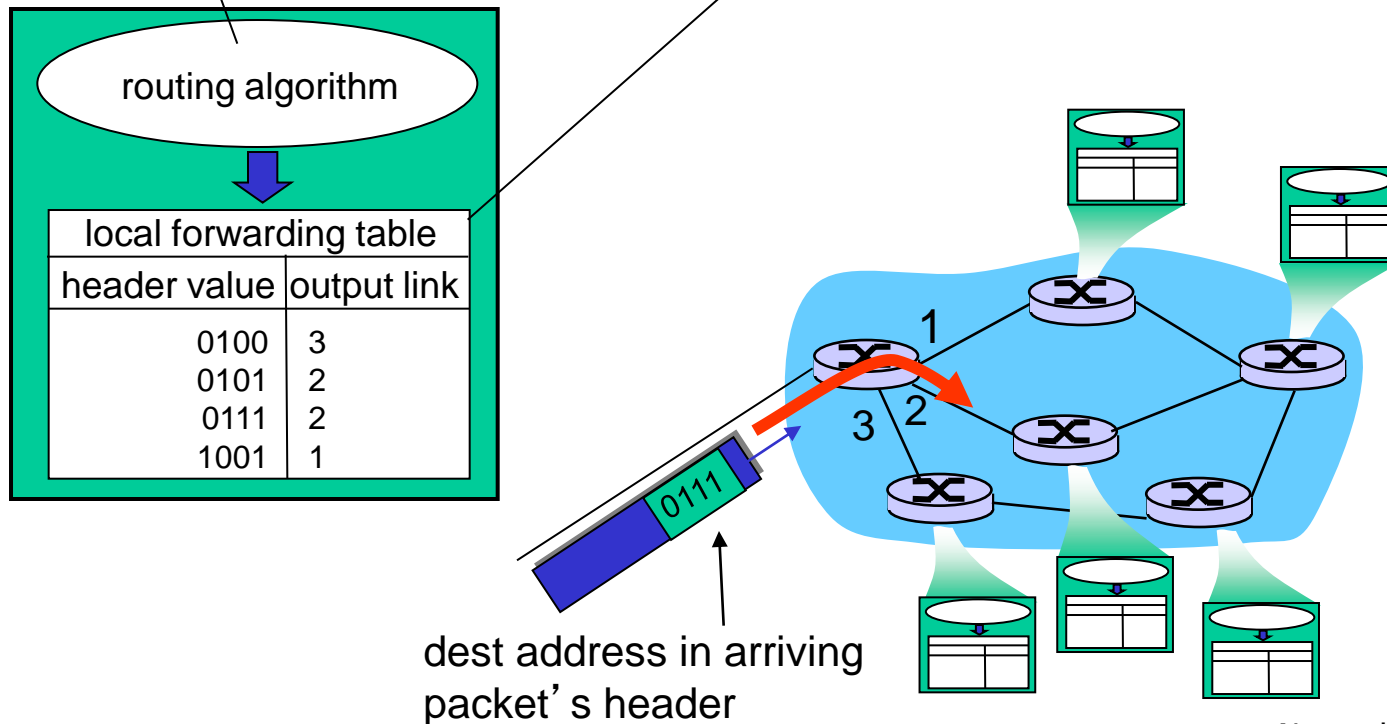 routing algorithm
local forwarding table
header value output link
0100 3
0101 2
0111 2
1001 1
1
2
3
0111
dest address in arriving
packet’s header